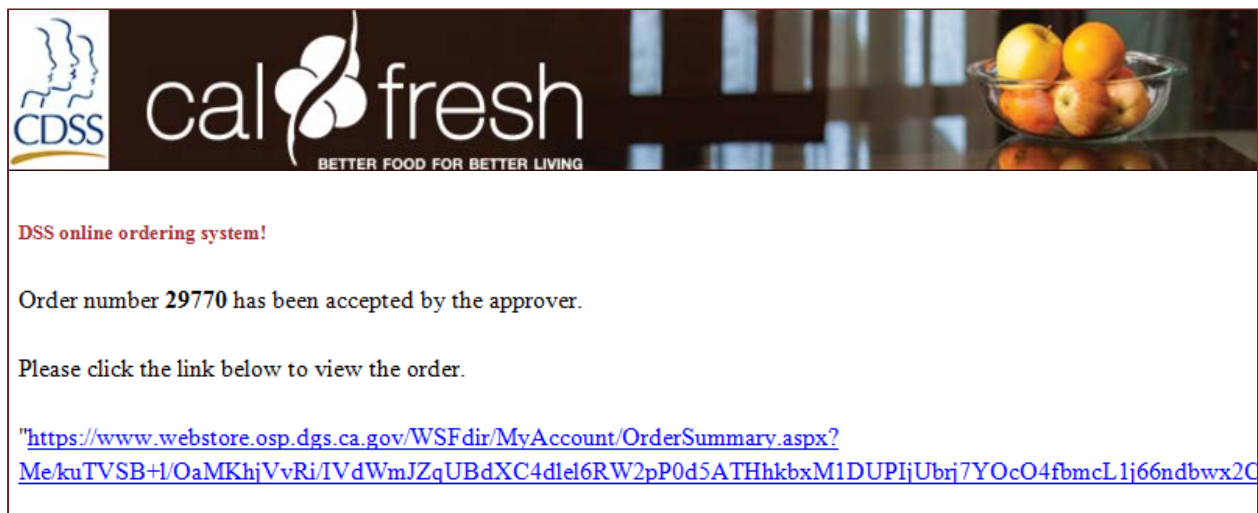 CDSS
cal fresh
BETTER FOOD FOR BETTER LIVING
DSS online ordering system!
Order number 29770 has been accepted by the approver.
Please click the link below to view the order.
"https://www.webstore.osp.dgs.ca.gov/WSFdir/MyAccount/OrderSummary.aspx?
Me/kuTVSB+l/OaMKhjVvRi/IVdWmJZqUBdXC4dlel6RW2pP0d5ATHhkbxM1DUPIjUbrj7YOcO4fbmcL1j66ndbwx2C